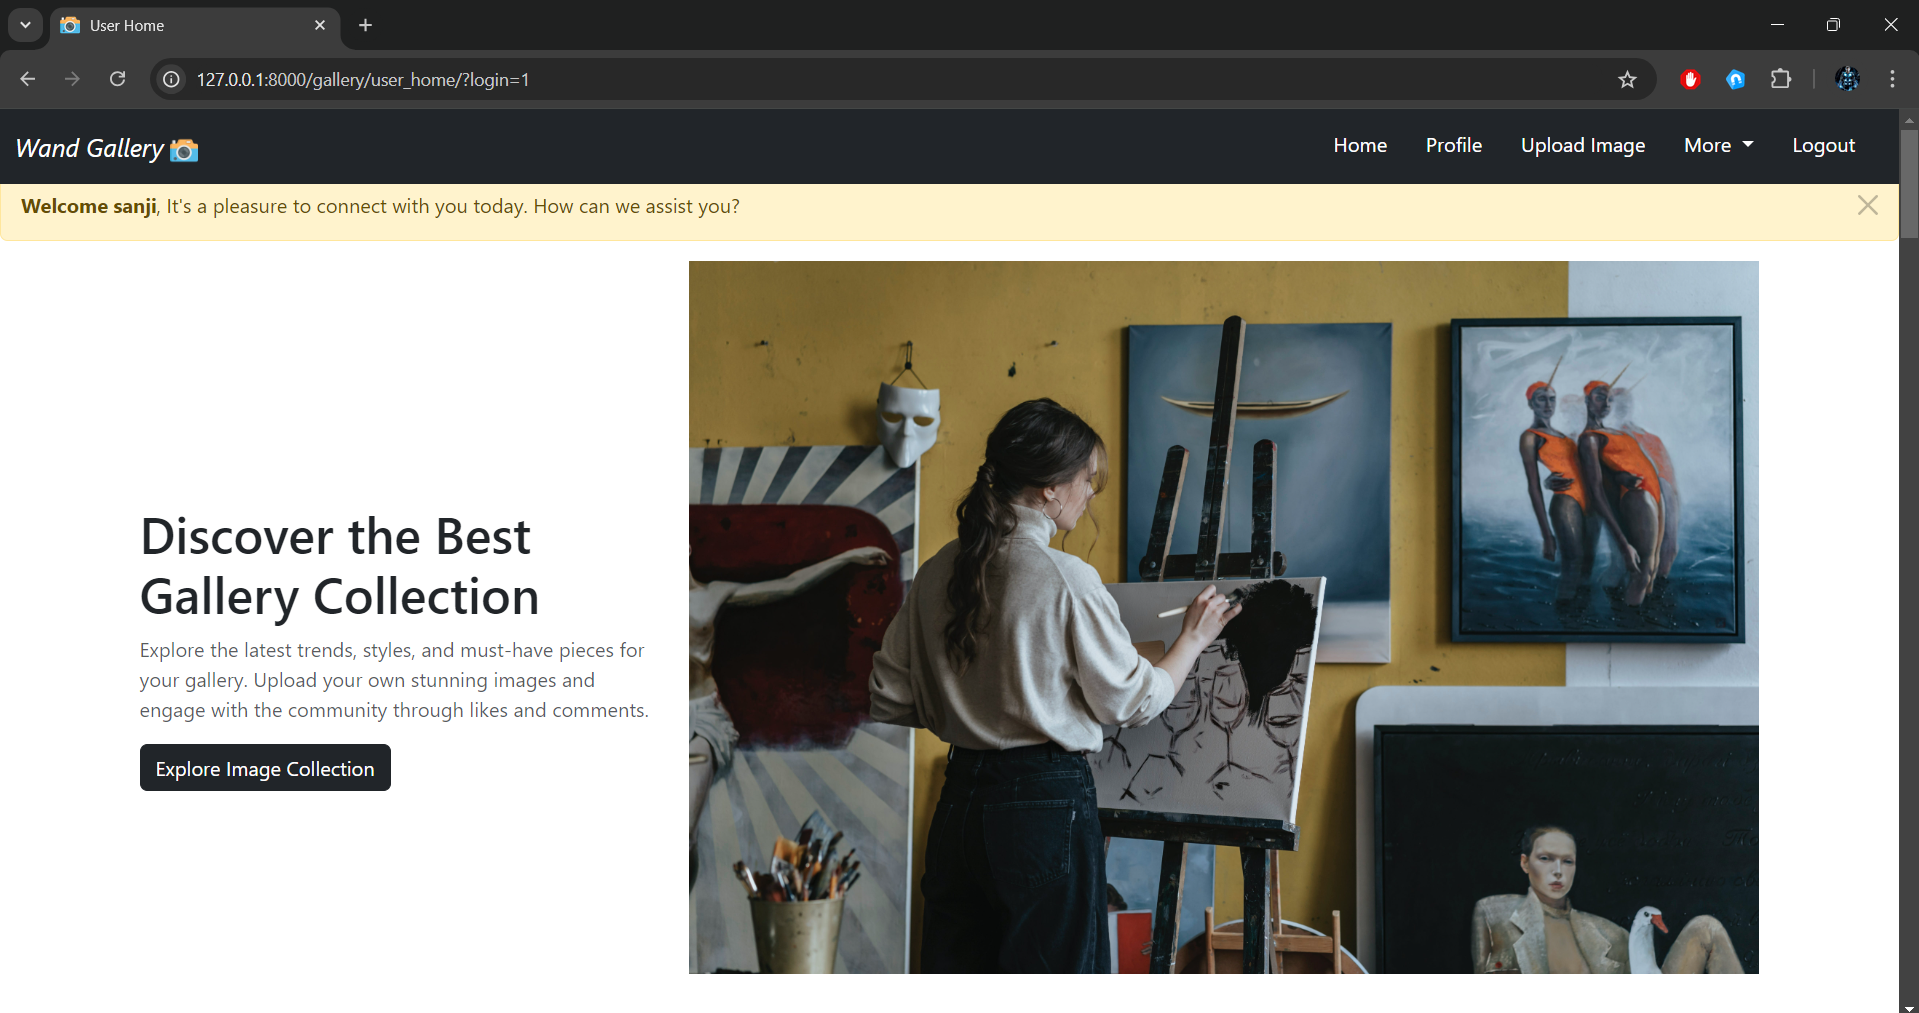 User Home
127.0.0.1:8000/gallery/user_home/?login=1
Wand Gallery
Home Profile Upload Image More Logout
Welcome sanji, It's a pleasure to connect with you today. How can we assist you?
Discover the Best
Gallery Collection
Explore the latest trends, styles, and must-have pieces for
your gallery. Upload your own stunning images and
engage with the community through likes and comments.
Explore Image Collection